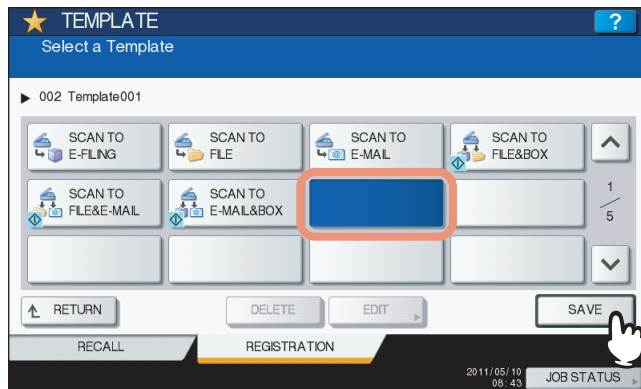 TEMPLATE
?
Select a Template
002 Template001
SCAN TO
E-FILING
SCAN TO
FILE
SCAN TO
E-MAIL
SCAN TO
FILE&BOX
SCAN TO
FILE&E-MAIL
SCAN TO
E-MAIL&BOX
1
5
RETURN
DELETE
EDIT
SAVE
RECALL
REGISTRATION
2011/05/10
08:43
JOB STATUS